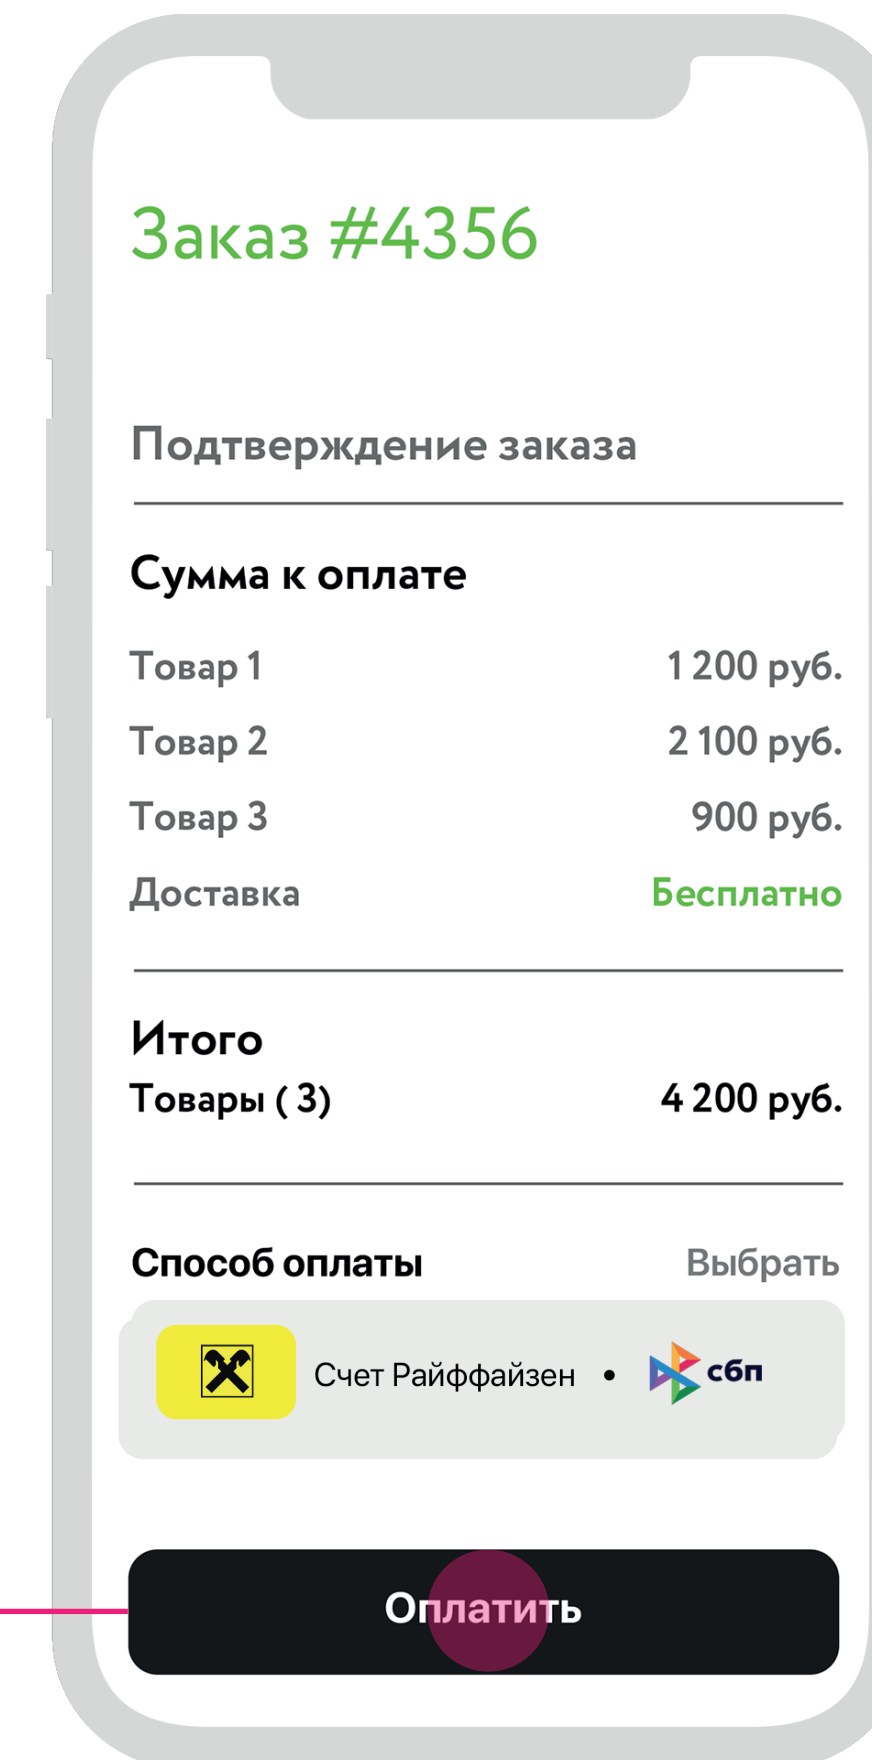 Заказ #4356
Подтверждение заказа
Сумма к оплате
Товар 1 1 200 руб.
Товар 2 2 100 руб.
Товар 3 900 руб.
Доставка Бесплатно
Итого
Товары ( 3) 4 200 руб.
Способ оплаты Выбрать
Счет Райффайзен • сбп
Оплатить